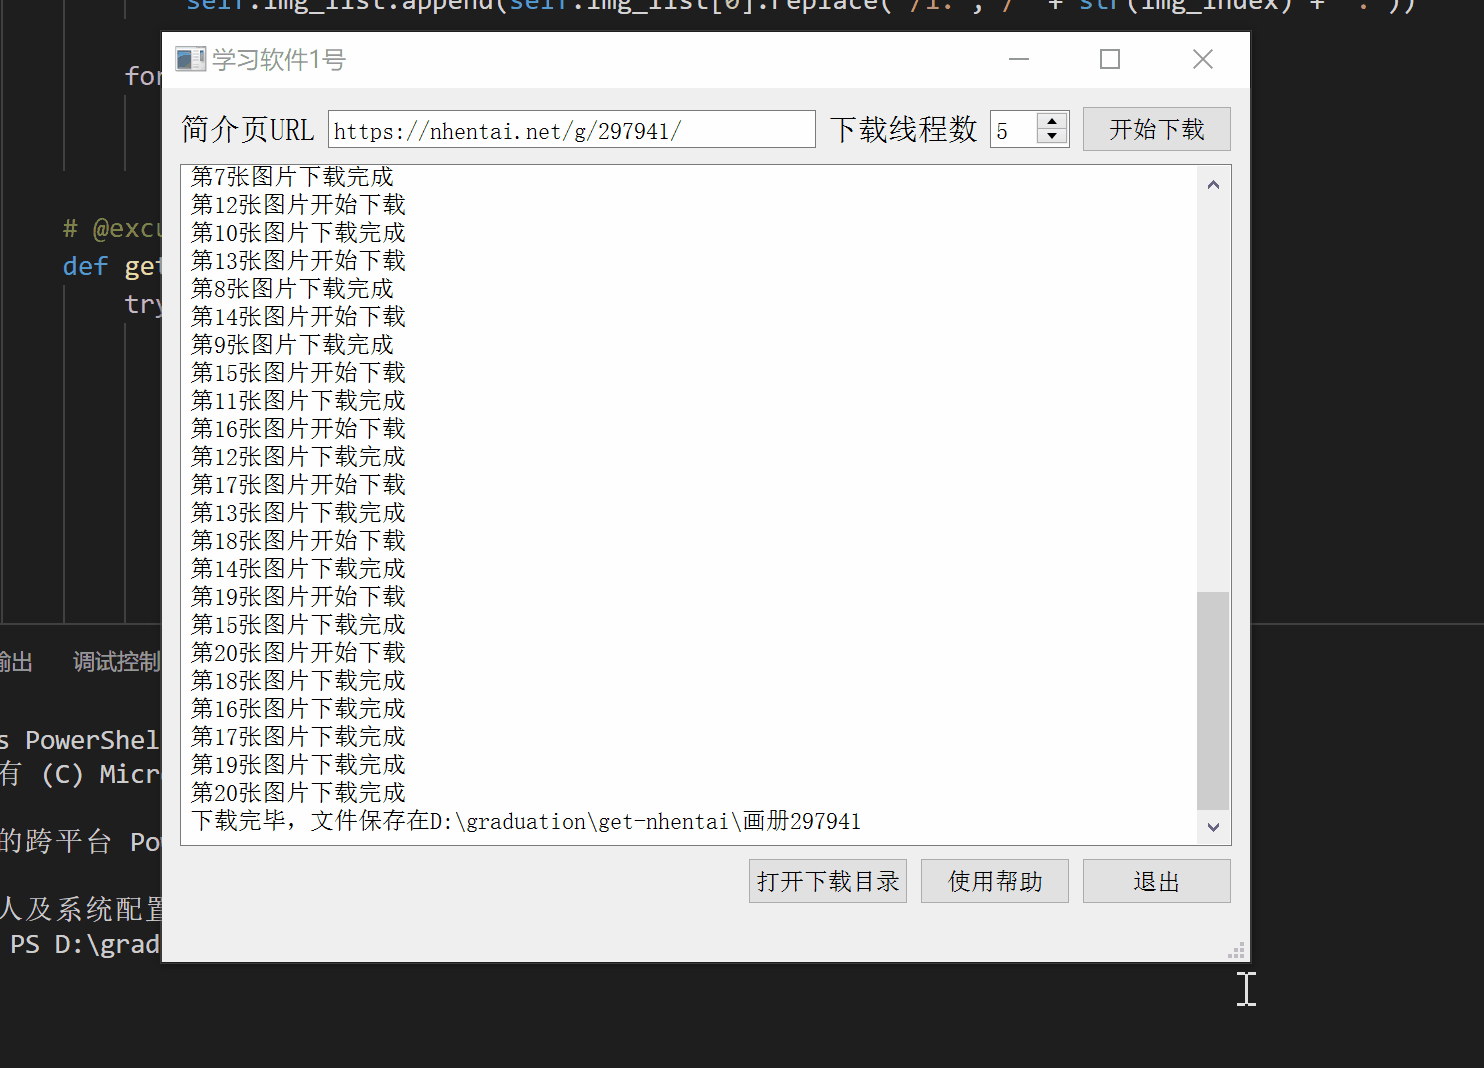 self.img_list.append(self.img_list[0].replace('/1.', '/' + str(img_index) + '.'))
学习软件1号
for
简介页URL https://nhentai.net/g/297941/ 下载线程数 5 开始下载
第7张图片下载完成
第12张图片开始下载
第10张图片下载完成
第13张图片开始下载
第8张图片下载完成
第14张图片开始下载
第9张图片下载完成
第15张图片开始下载
第11张图片下载完成
第16张图片开始下载
第12张图片下载完成
第17张图片开始下载
第13张图片下载完成
第18张图片开始下载
第14张图片下载完成
第19张图片开始下载
第15张图片下载完成
第20张图片开始下载
第18张图片下载完成
第16张图片下载完成
第17张图片下载完成
第19张图片下载完成
第20张图片下载完成
下载完毕，文件保存在D:\graduation\get-nhentai\画册297941
打开下载目录 使用帮助 退出
# @excu
def get
try
输出 调试控制
s PowerShel
有 (C) Micr
的跨平台 Pow
人及系统配置
PS D:\grad